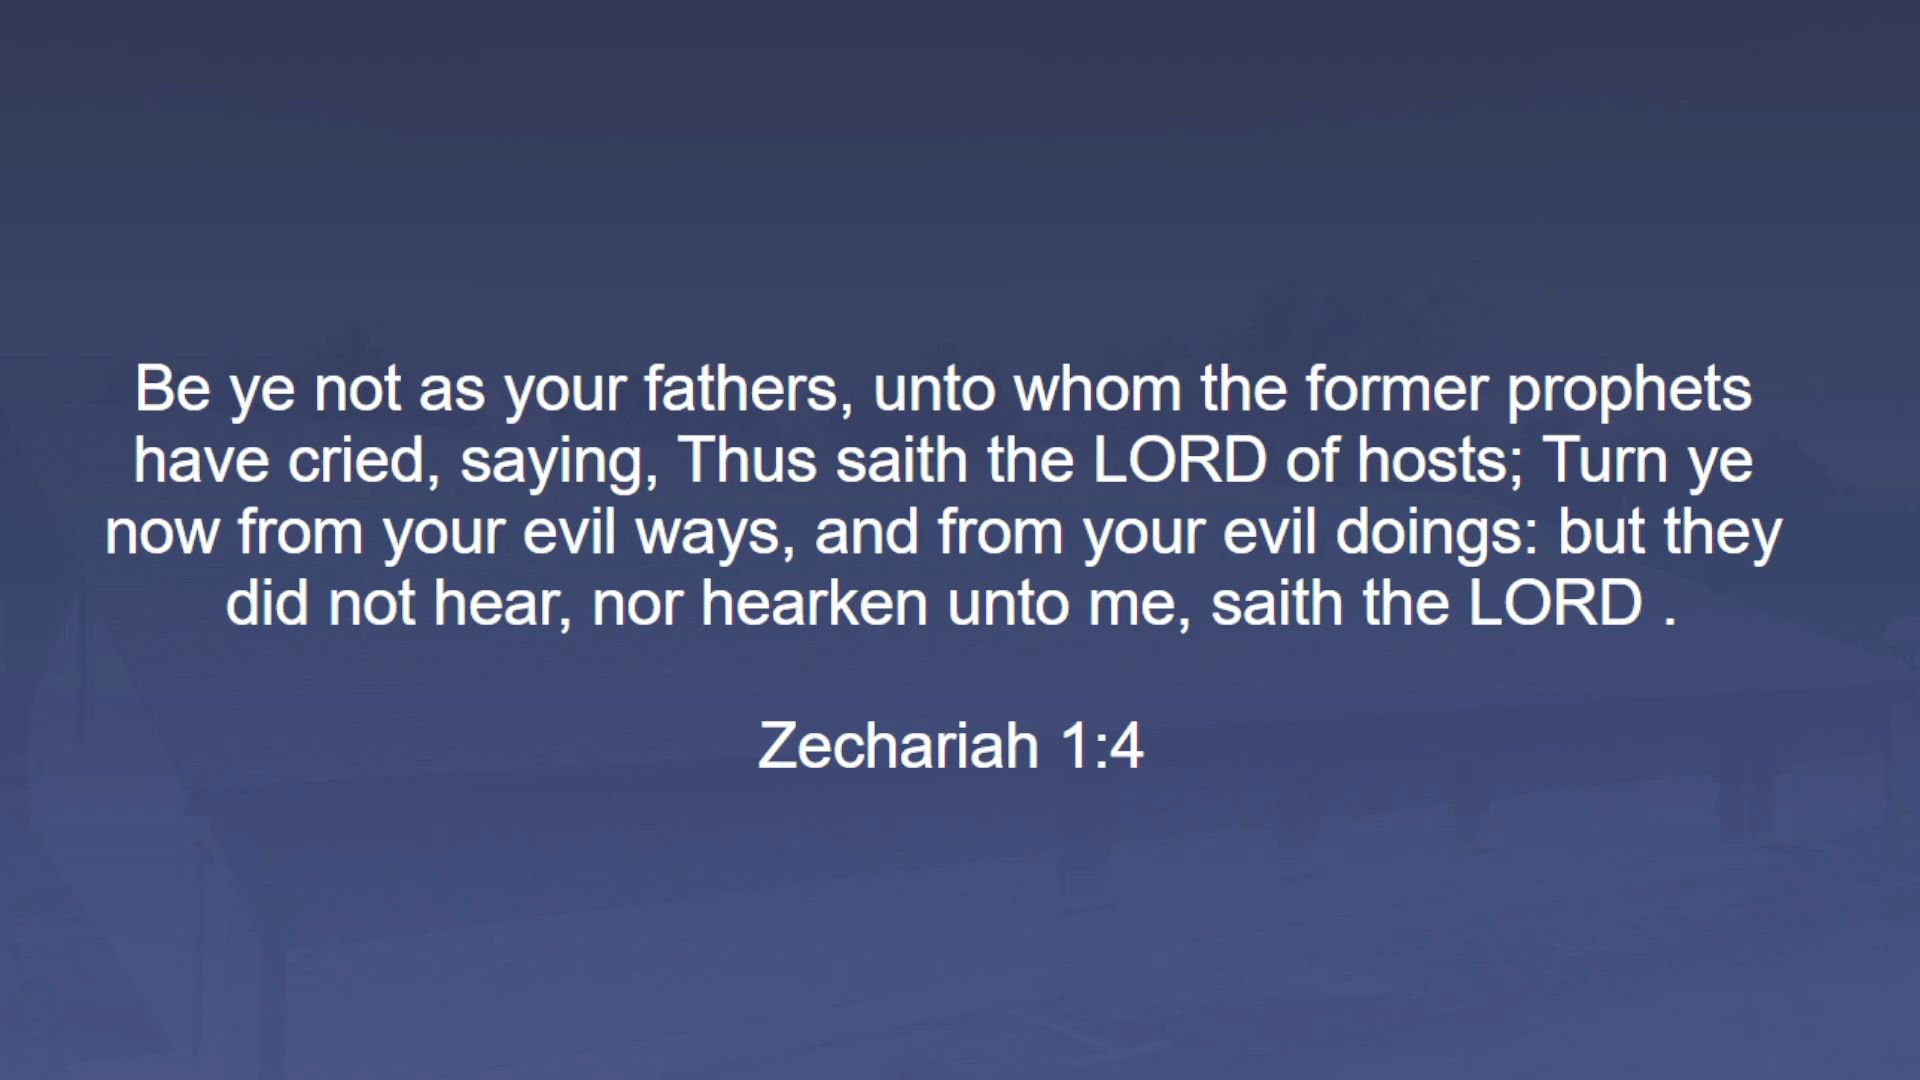 Be ye not as your fathers, unto whom the former prophets
have cried, saying, Thus saith the LORD of hosts; Turn ye
now from your evil ways, and from your evil doings: but they
did not hear, nor hearken unto me, saith the LORD .
Zechariah 1:4